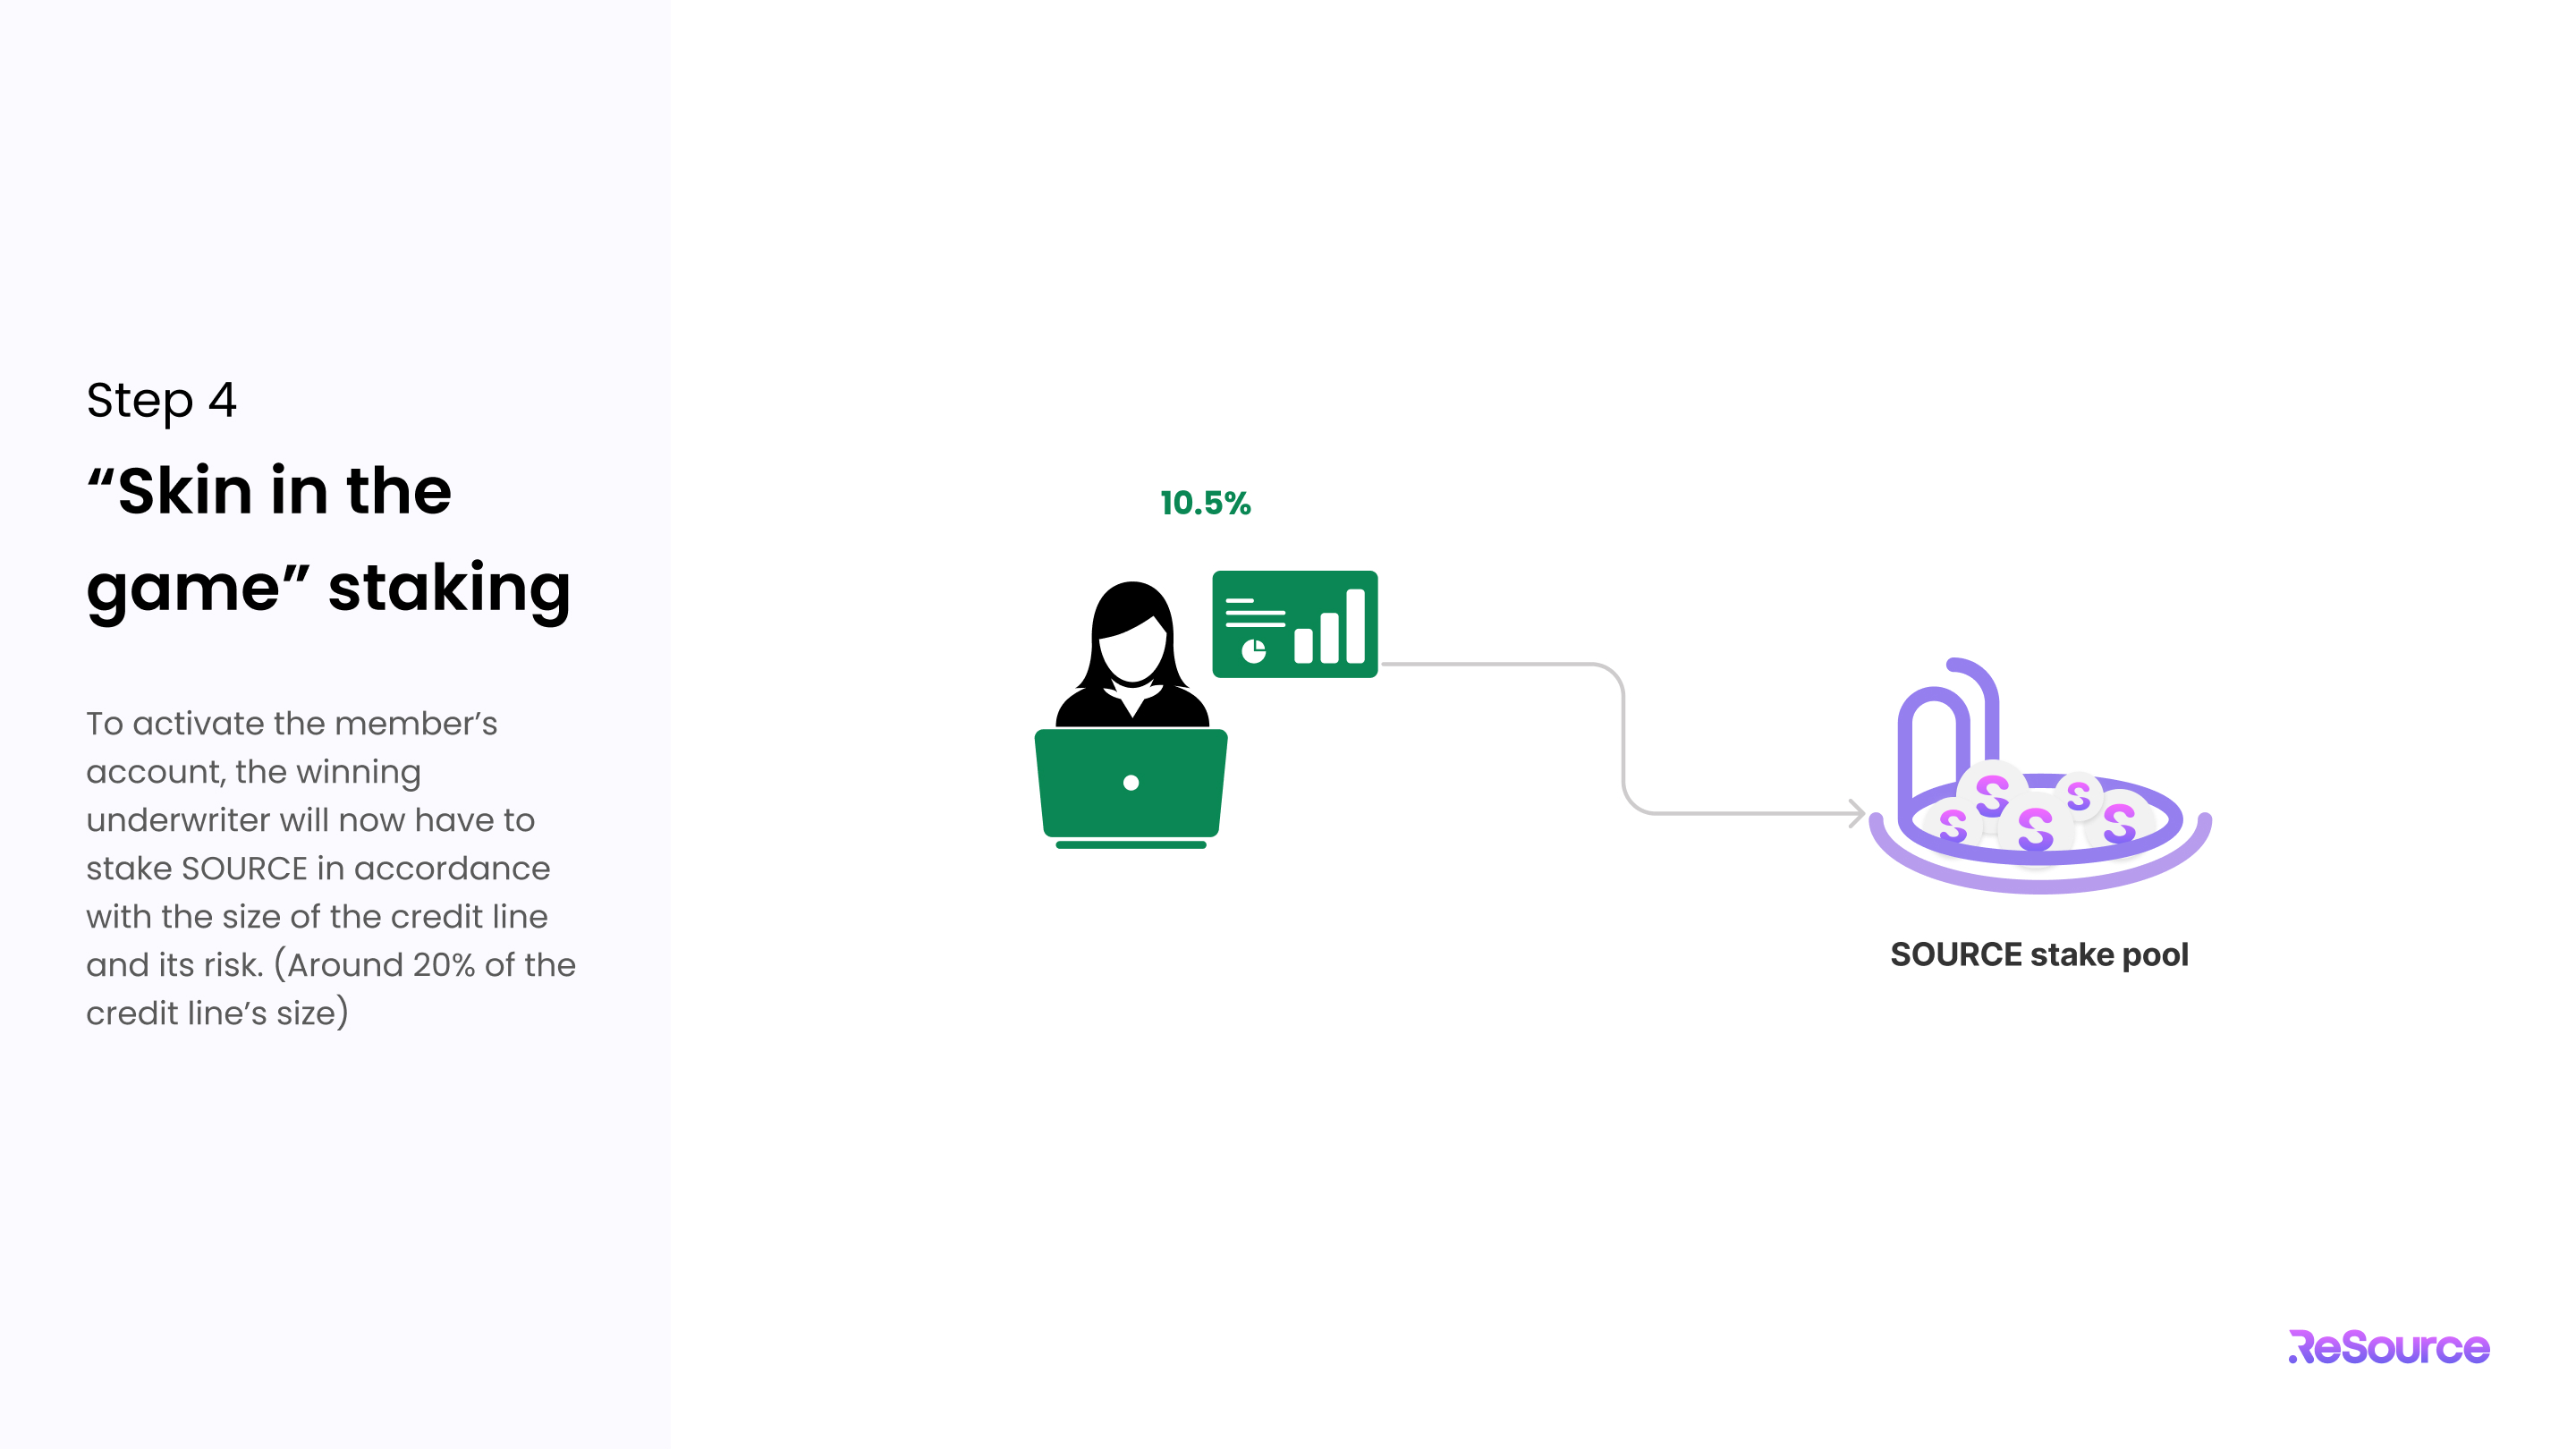 Step 4
“Skin in the
game” staking
To activate the member’s
account, the winning
underwriter will now have to
stake SOURCE in accordance
with the size of the credit line
and its risk. (Around 20% of the
credit line’s size)
10.5%
S S S S S
SOURCE stake pool
ReSource